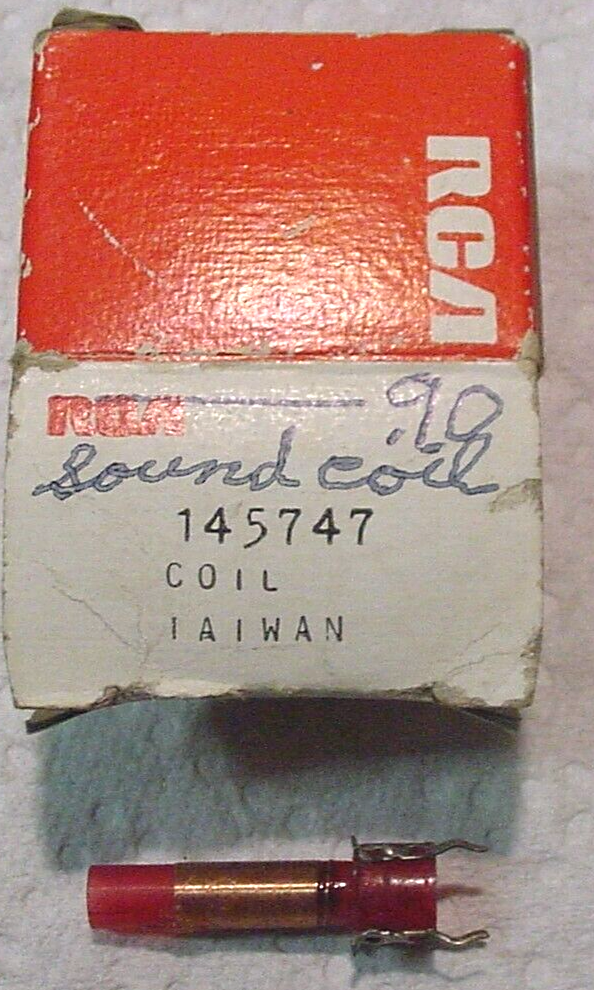 RCA
RCA 90
sound coil
145747
COIL
TAIWAN